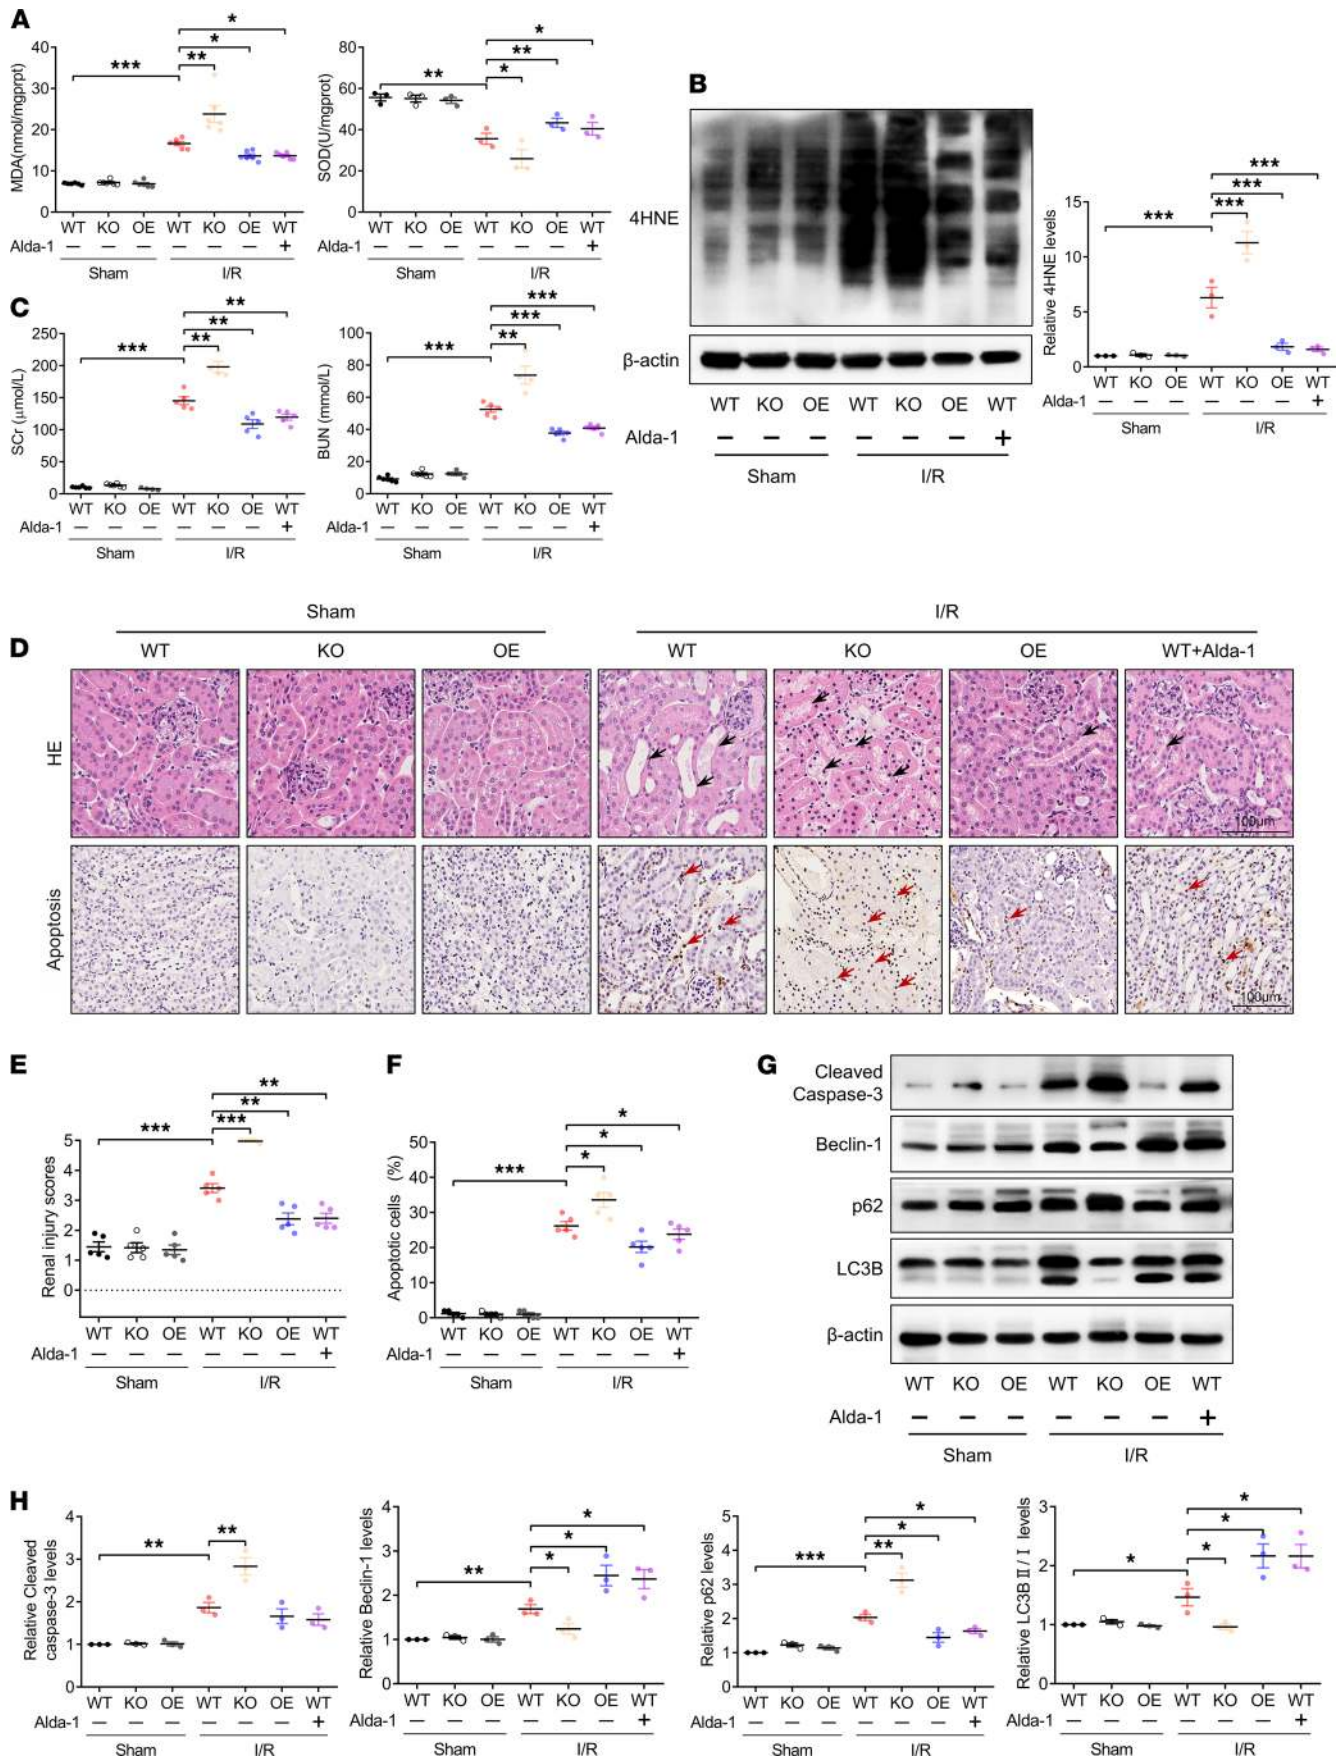 A
MDA(nmol/mgprpt)
40
30
20
10
0
*
*
**
***
WT KO OE WT KO OE WT
Alda-1 − − − − − − +
Sham I/R
SOD(U/mgprot)
80
60
40
20
0
*
**
*
**
WT KO OE WT KO OE WT
− − − − − − +
Sham I/R
B
4HNE
β-actin
WT KO OE WT KO OE WT
Alda-1 − − − − − − +
Sham I/R
Relative 4HNE levels
15
10
5
0
***
***
***
***
WT KO OE WT KO OE WT
Alda-1 − − − − − − +
Sham I/R
C
SCr (μmol/L)
250
200
150
100
50
0
**
**
**
***
WT KO OE WT KO OE WT
Alda-1 − − − − − − +
Sham I/R
BUN (mmol/L)
100
80
60
40
20
0
***
***
**
***
WT KO OE WT KO OE WT
Alda-1 − − − − − − +
Sham I/R
D
Sham I/R
WT KO OE WT KO OE WT+Alda-1
HE
100μm
Apoptosis
100μm
E
Renal injury scores
5
4
3
2
1
0
**
**
***
***
WT KO OE WT KO OE WT
Alda-1 − − − − − − +
Sham I/R
F
Apoptotic cells (%)
50
40
30
20
10
0
*
*
*
***
WT KO OE WT KO OE WT
Alda-1 − − − − − − +
Sham I/R
G
Cleaved
Caspase-3
Beclin-1
p62
LC3B
β-actin
WT KO OE WT KO OE WT
Alda-1 − − − − − − +
Sham I/R
H
Relative Cleaved
caspase-3 levels
4
3
2
1
0
**
**
WT KO OE WT KO OE WT
Alda-1 − − − − − − +
Sham I/R
Relative Beclin-1 levels
4
3
2
1
0
*
*
*
**
WT KO OE WT KO OE WT
− − − − − − +
Sham I/R
Relative p62 levels
5
4
3
2
1
0
*
*
**
***
WT KO OE WT KO OE WT
Alda-1 − − − − − − +
Sham I/R
Relative LC3B II / I levels
3
2
1
0
*
*
*
*
WT KO OE WT KO OE WT
− − − − − − +
Sham I/R